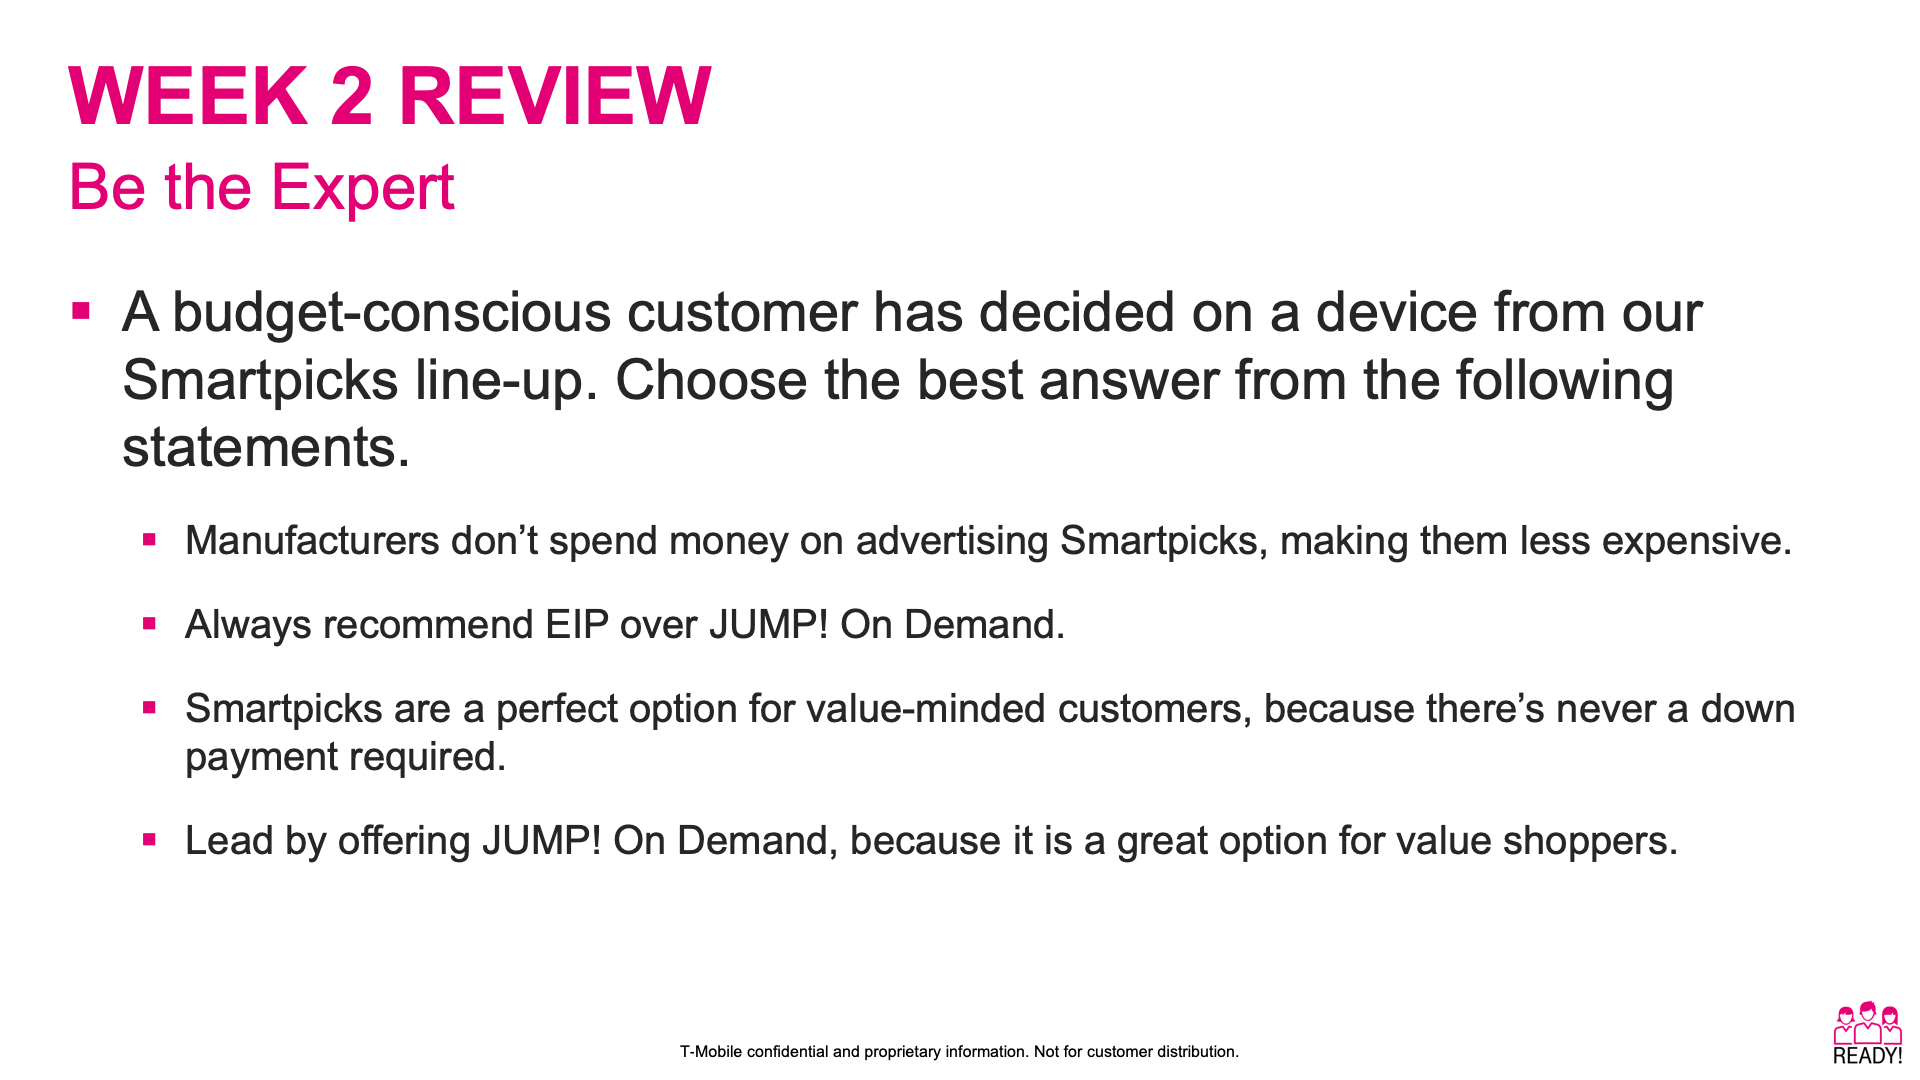 WEEK 2 REVIEW
Be the Expert
A budget-conscious customer has decided on a device from our
Smartpicks line-up. Choose the best answer from the following
statements.
Manufacturers don’t spend money on advertising Smartpicks, making them less expensive.
Always recommend EIP over JUMP! On Demand.
Smartpicks are a perfect option for value-minded customers, because there’s never a down
payment required.
Lead by offering JUMP! On Demand, because it is a great option for value shoppers.
T-Mobile confidential and proprietary information. Not for customer distribution.
READY!